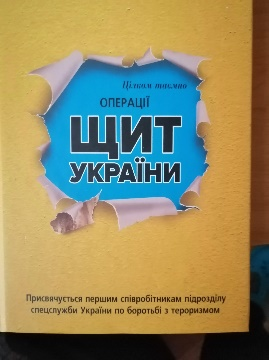 Цілком таємно
ОПЕРАЦІЇ
ЩИТ
УКРАЇНИ
Присвячується першим співробітникам підрозділу
спецслужби України по боротьбі з тероризмом